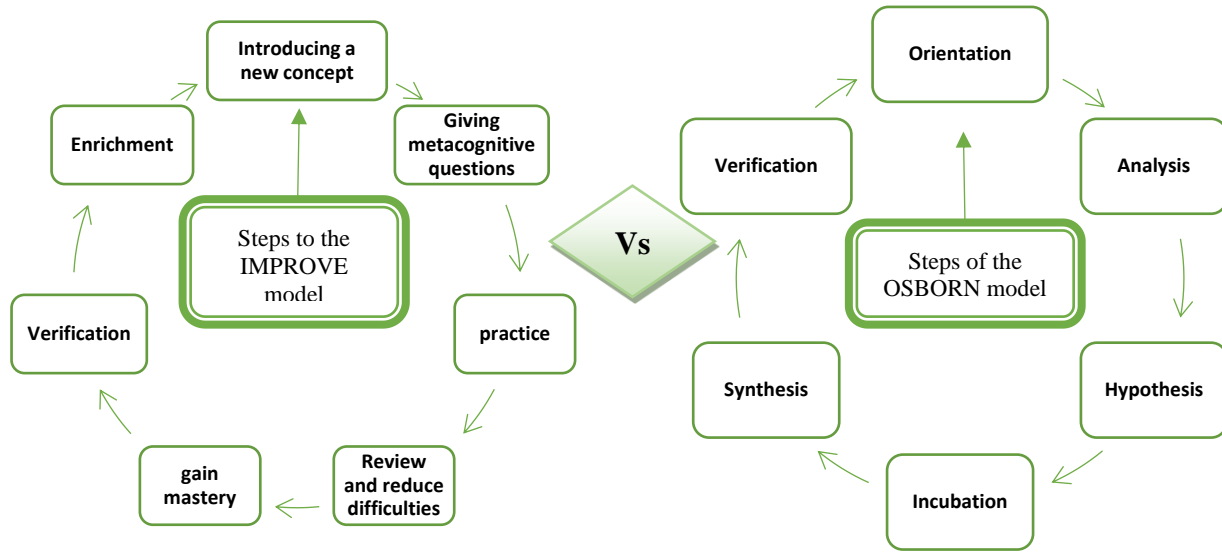 Introducing a
new concept
Giving
metacognitive
questions
practice
Review
and reduce
difficulties
gain
mastery
Verification
Enrichment
Steps to the
IMPROVE
model
Vs
Orientation
Analysis
Hypothesis
Incubation
Synthesis
Verification
Steps of the
OSBORN model